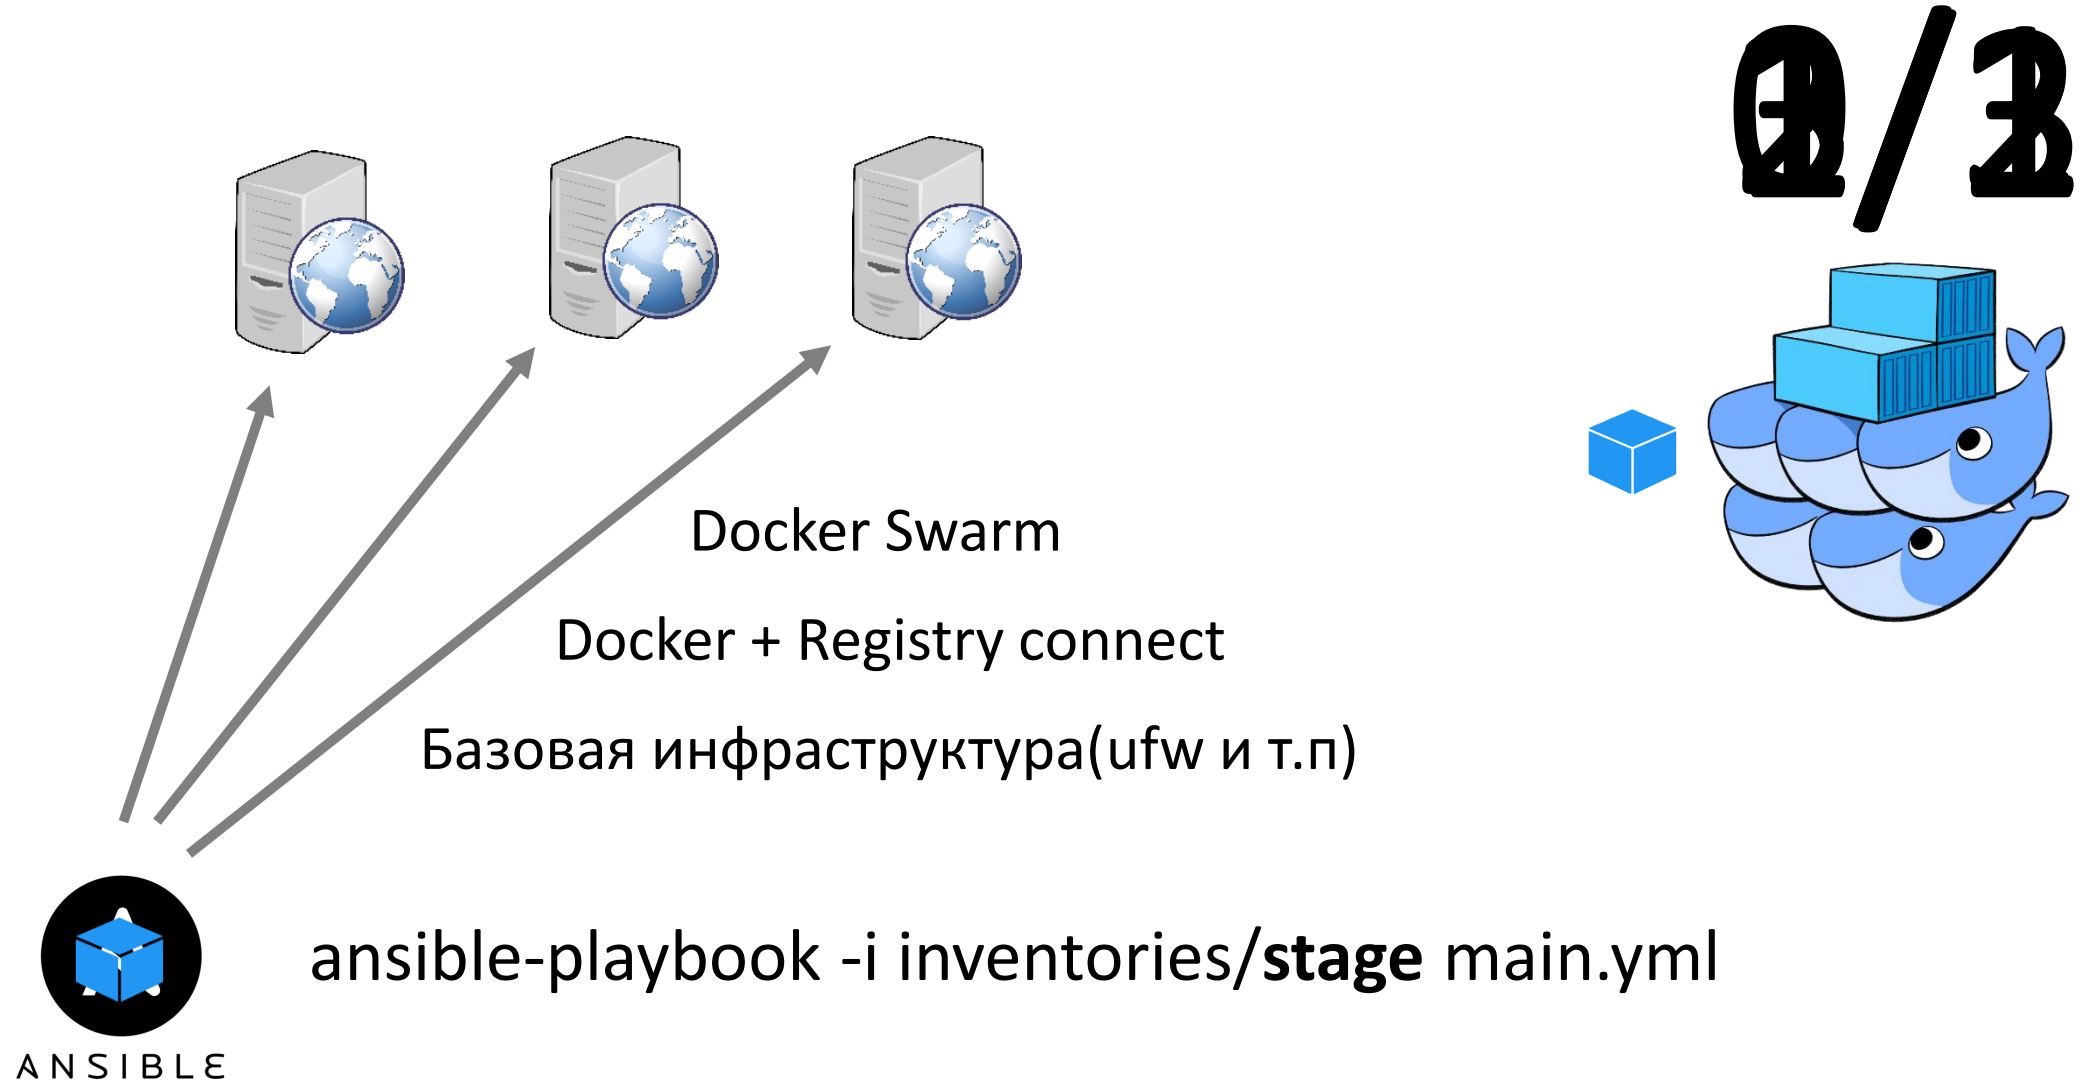 Docker Swarm
Docker + Registry connect
Базовая инфраструктура(ufw и т.п)
ansible-playbook -i inventories/stage main.yml
ANSIBLE